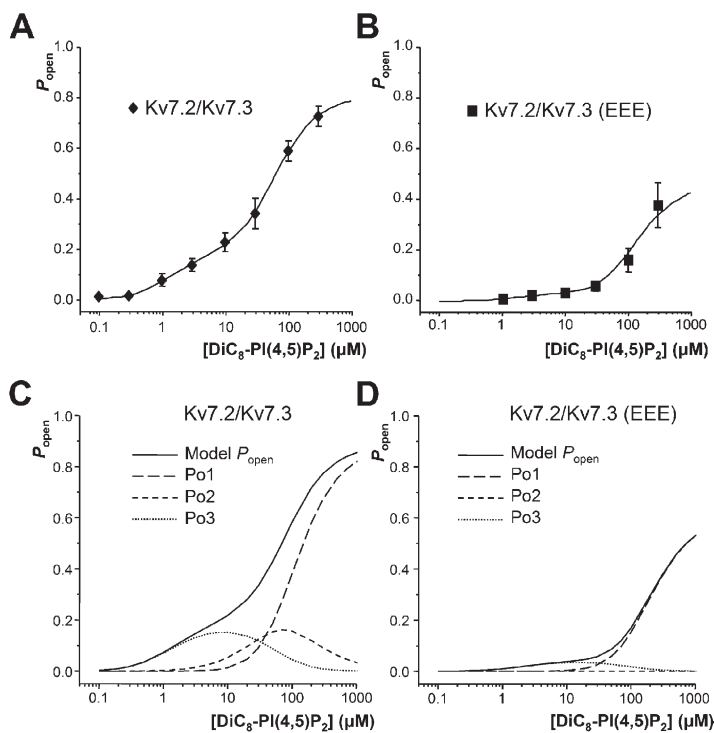 A
P open
1.0
0.8
0.6
0.4
0.2
0.0
Kv7.2/Kv7.3
0.1 1 10 100 1000
[DiC8-PI(4,5)P2] (µM)
B
P open
1.0
0.8
0.6
0.4
0.2
0.0
Kv7.2/Kv7.3 (EEE)
0.1 1 10 100 1000
[DiC8-PI(4,5)P2] (µM)
C
Kv7.2/Kv7.3
P open
1.0
0.8
0.6
0.4
0.2
0.0
Model Popen
Po1
Po2
Po3
0.1 1 10 100 1000
[DiC8-PI(4,5)P2] (µM)
D
Kv7.2/Kv7.3 (EEE)
P open
1.0
0.8
0.6
0.4
0.2
0.0
Model Popen
Po1
Po2
Po3
0.1 1 10 100 1000
[DiC8-PI(4,5)P2] (µM)